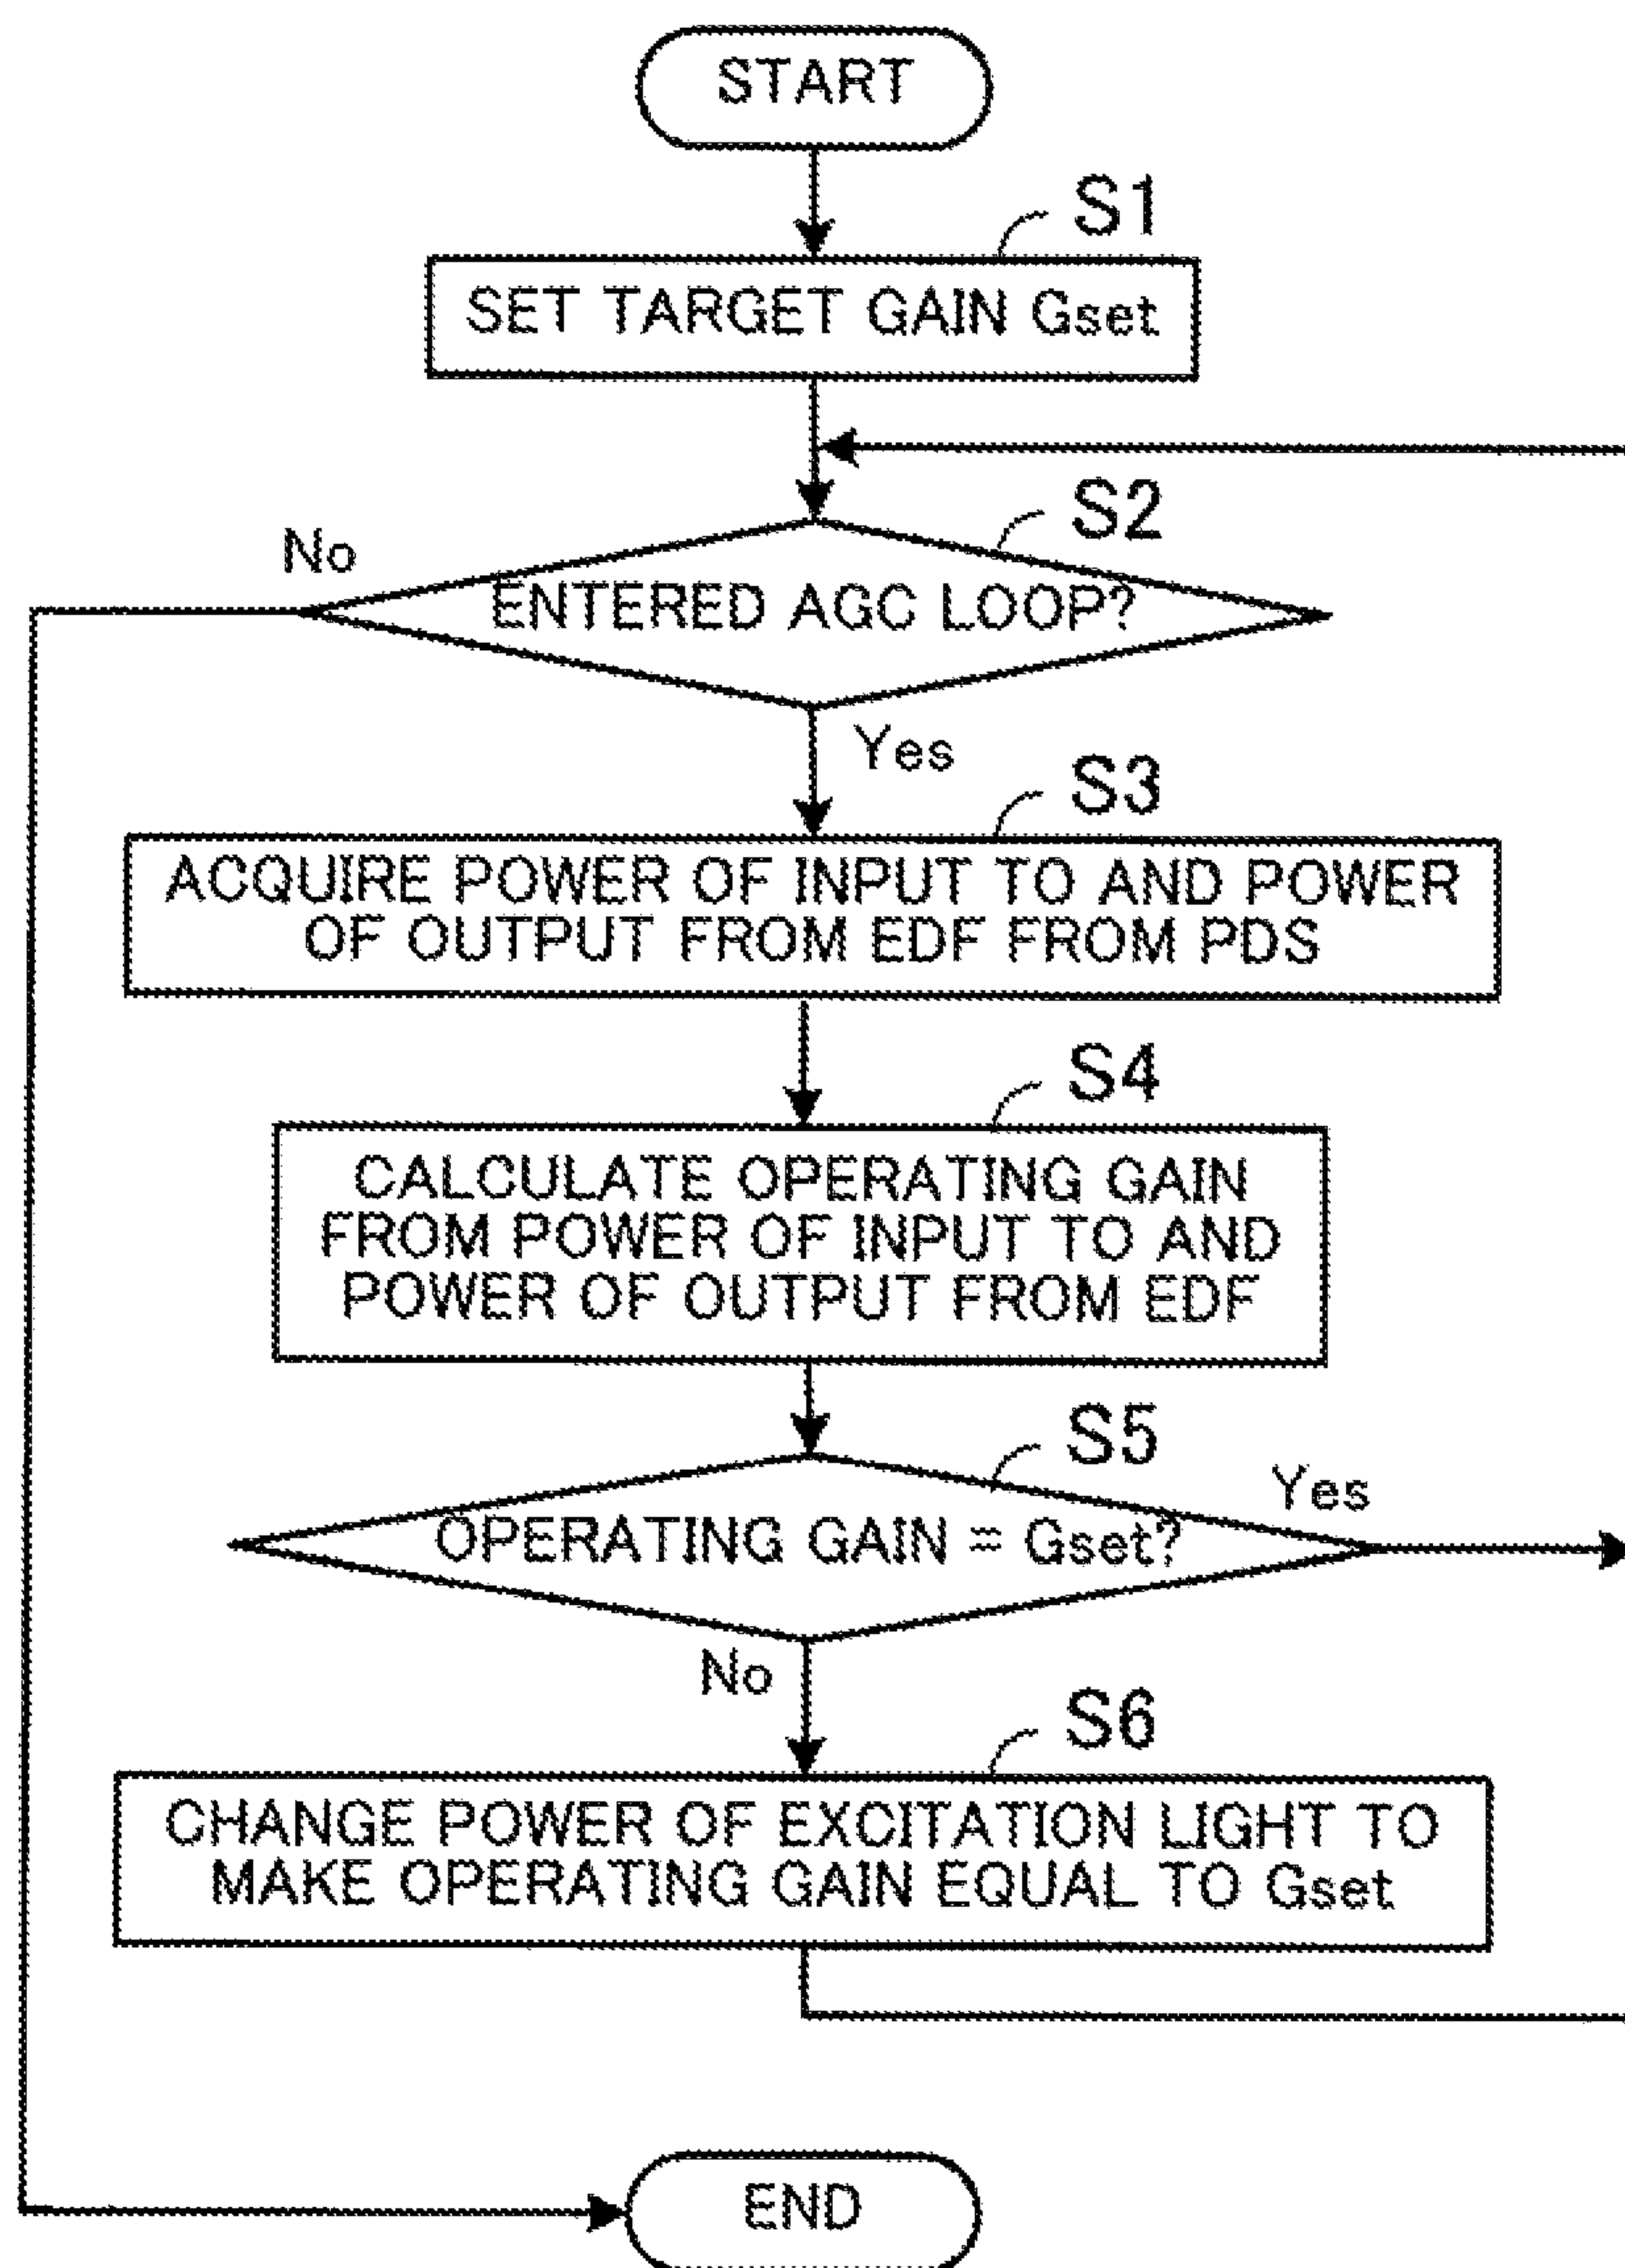 START
S1
SET TARGET GAIN Gset
S2
No
ENTERED AGC LOOP?
Yes
S3
ACQUIRE POWER OF INPUT TO AND POWER
OF OUTPUT FROM EDF FROM PDS
S4
CALCULATE OPERATING GAIN
FROM POWER OF INPUT TO AND
POWER OF OUTPUT FROM EDF
S5
Yes
OPERATING GAIN = Gset?
No
S6
CHANGE POWER OF EXCITATION LIGHT TO
MAKE OPERATING GAIN EQUAL TO Gset
END